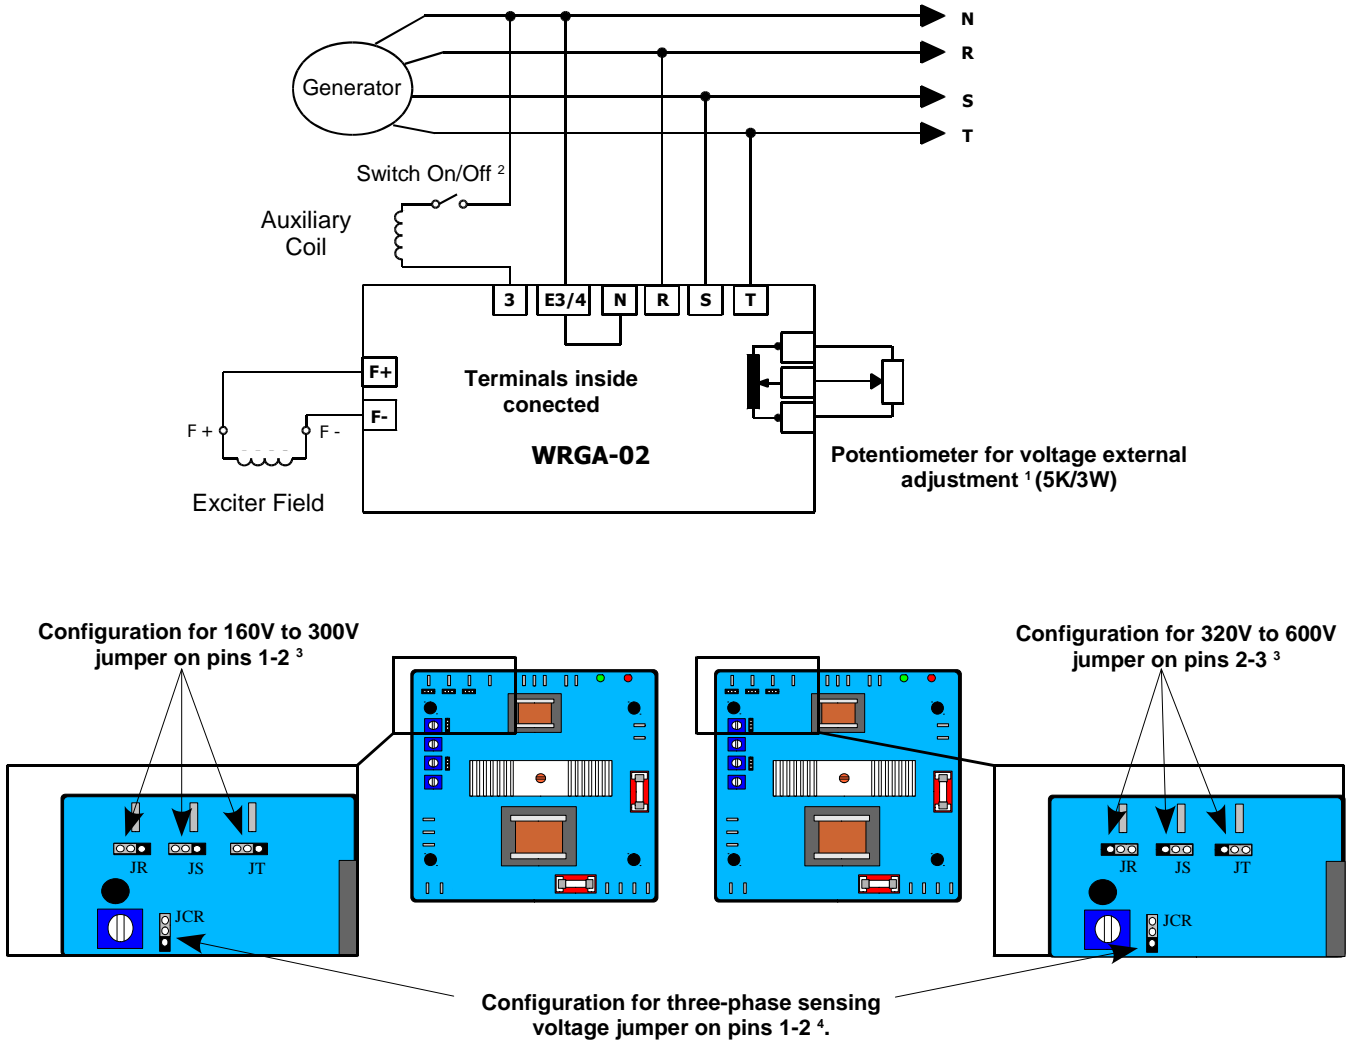 N
R
Generator
S
T
Switch On/Off 2
Auxiliary
Coil
3 E3/4 N R S T
F+
Terminals inside
conected
F-
F + F -
WRGA-02
Potentiometer for voltage external
adjustment 1 (5K/3W)
Exciter Field
Configuration for 160V to 300V
jumper on pins 1-2 3
Configuration for 320V to 600V
jumper on pins 2-3 3
JR JS JT
JCR
JR JS JT
JCR
Configuration for three-phase sensing
voltage jumper on pins 1-2 4.